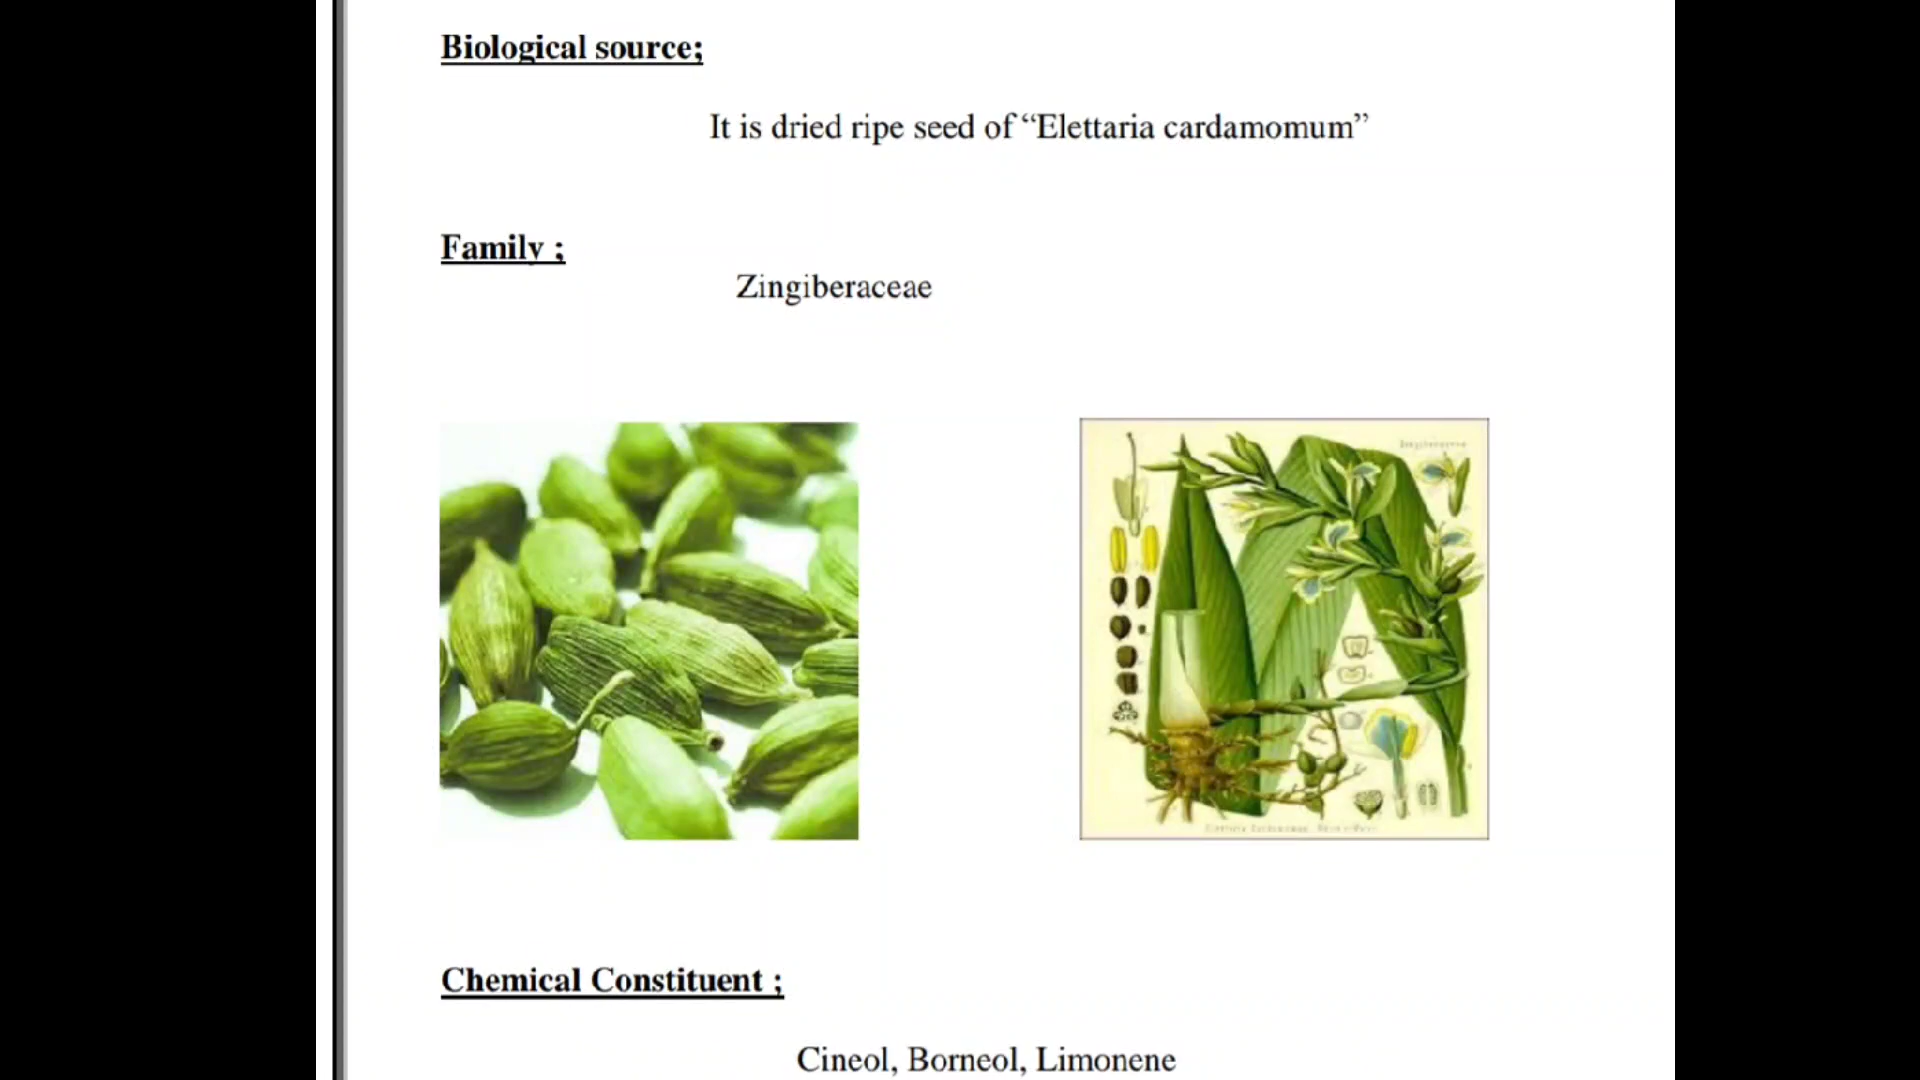 Biological source;
It is dried ripe seed of “Elettaria cardamomum”
Family ;
Zingiberaceae
Chemical Constituent ;
Cineol, Borneol, Limonene